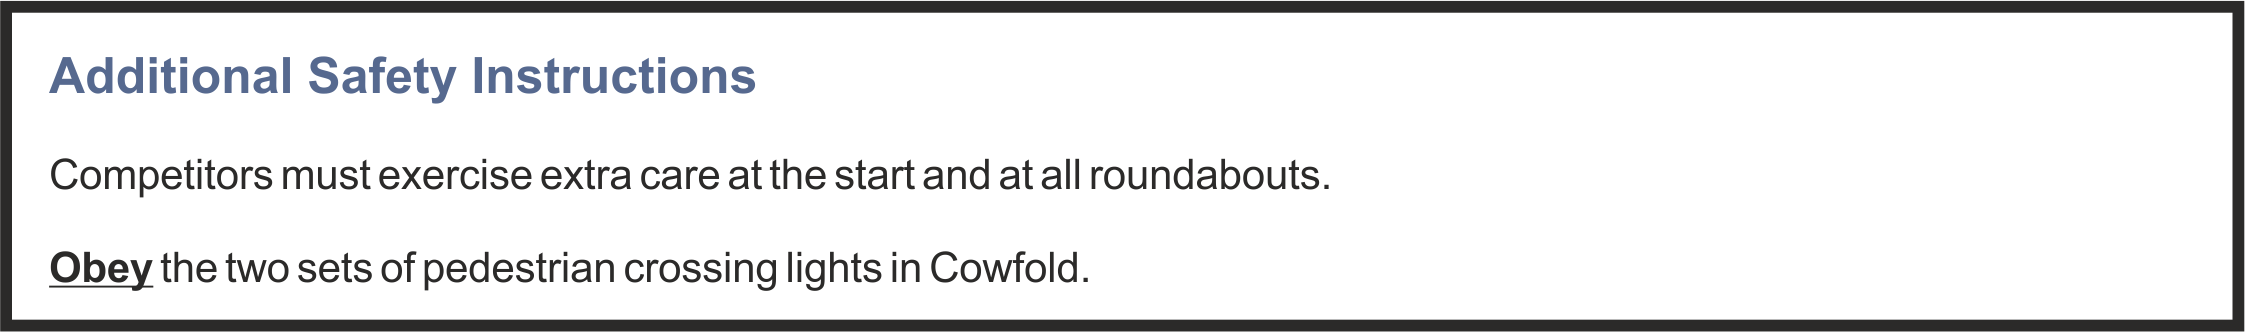 Additional Safety Instructions
Competitors must exercise extra care at the start and at all roundabouts.
Obey the two sets of pedestrian crossing lights in Cowfold.